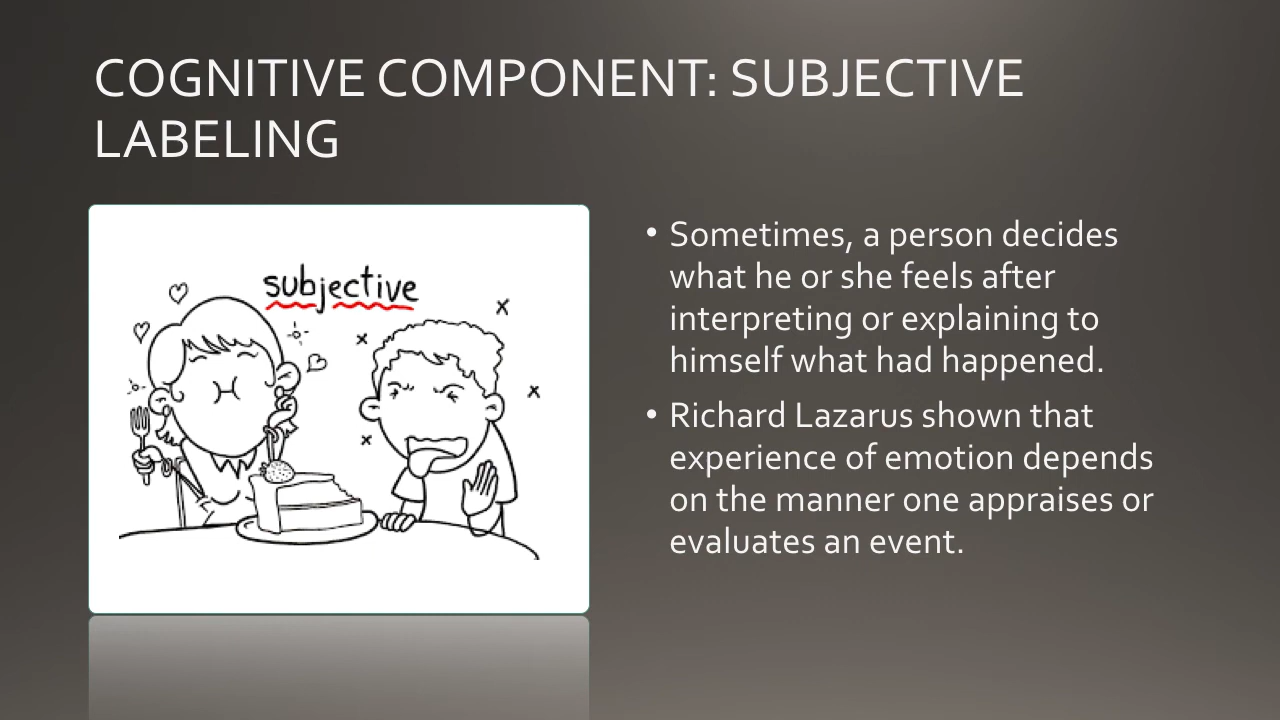 COGNITIVE COMPONENT: SUBJECTIVE
LABELING
subjective
• Sometimes, a person decides
what he or she feels after
interpreting or explaining to
himself what had happened.
• Richard Lazarus shown that
experience of emotion depends
on the manner one appraises or
evaluates an event.